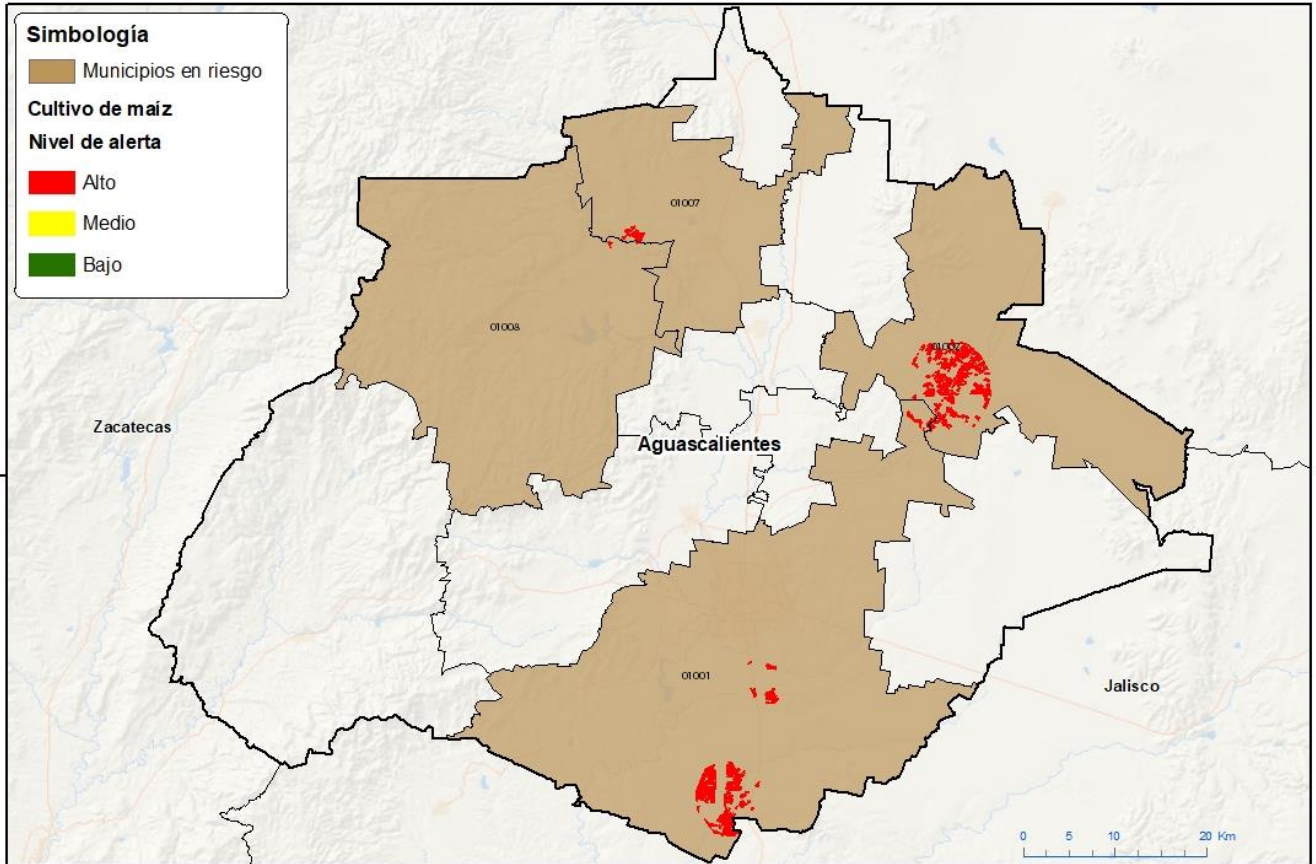 Simbología
Municipios en riesgo
Cultivo de maíz
Nivel de alerta
Alto
Medio
Bajo
01007
01008
01002
Zacatecas
Aguascalientes
01001
Jalisco
0 5 10 20 Km